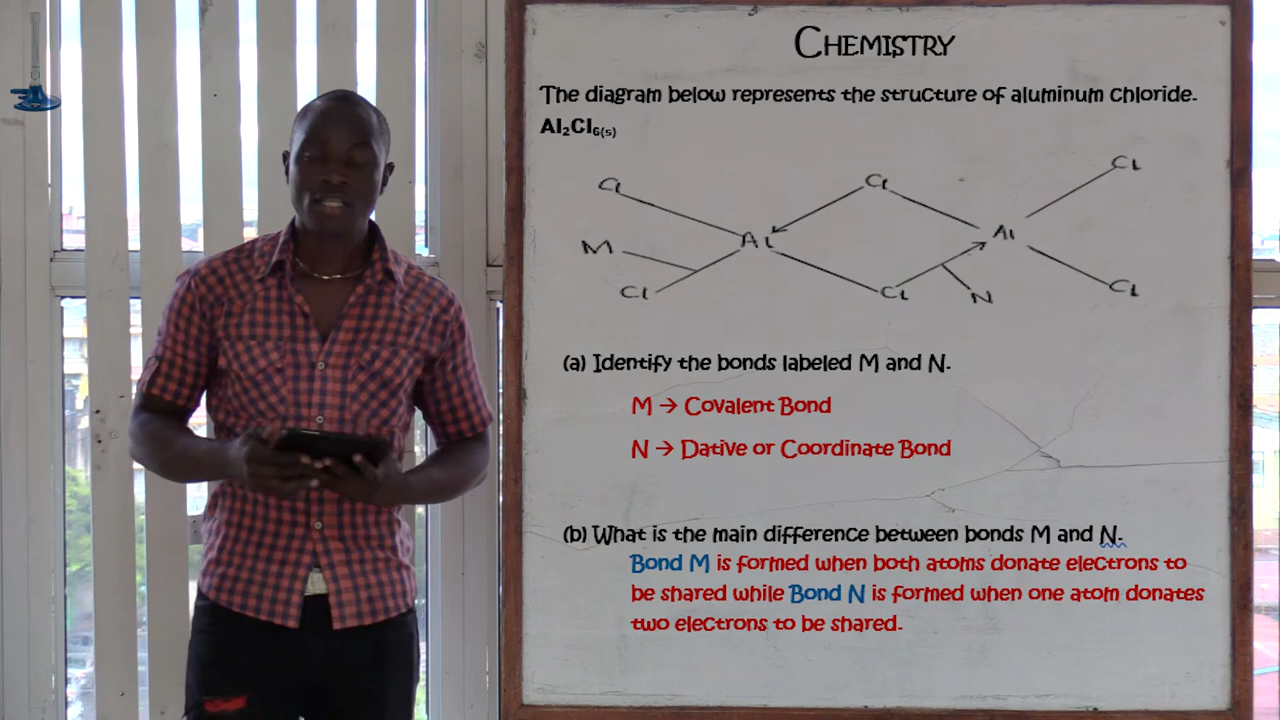 CHEMISTRY
The diagram below represents the structure of aluminum chloride.
Al₂Cl₆(s)
Cl Cl Cl
M Al Al
Cl Cl N Cl
(a) Identify the bonds labeled M and N.
M → Covalent Bond
N → Dative or Coordinate Bond
(b) What is the main difference between bonds M and N.
Bond M is formed when both atoms donate electrons to
be shared while Bond N is formed when one atom donates
two electrons to be shared.